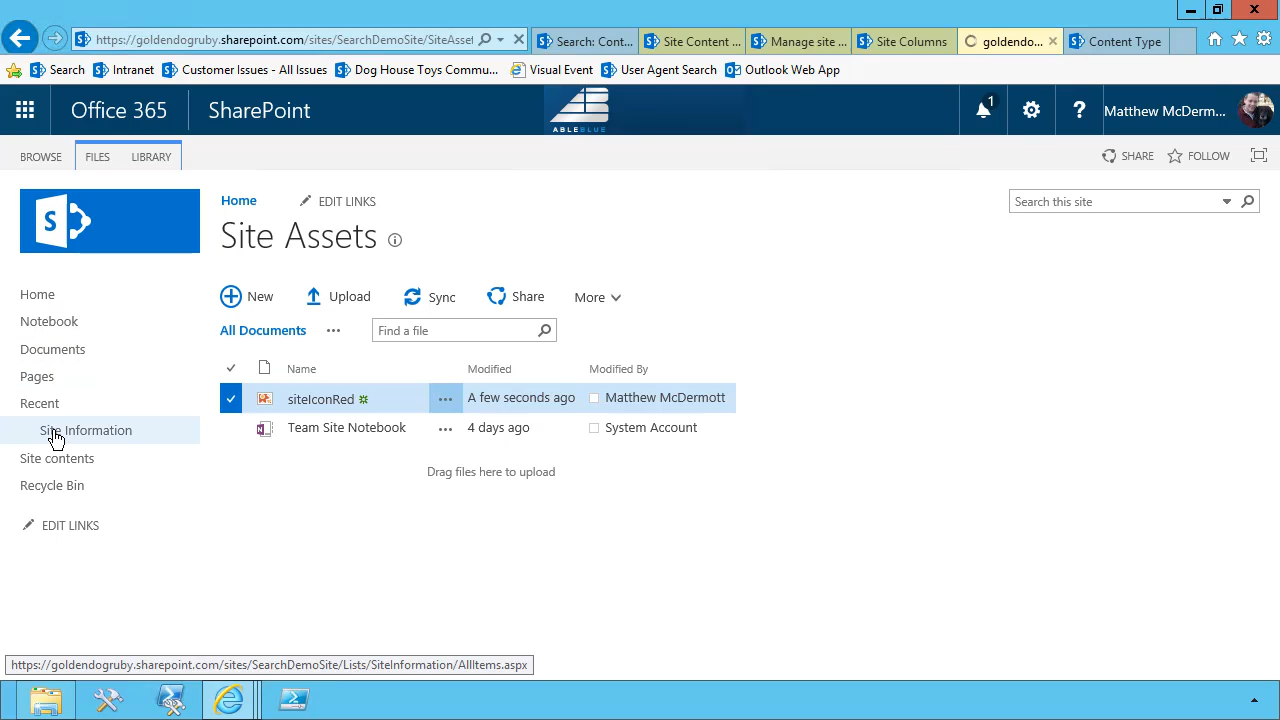 https://goldendogruby.sharepoint.com/sites/SearchDemoSite/SiteAsset
Search: Cont...
Site Content ...
Manage site ...
Site Columns
goldendo...
Content Type
Search
Intranet
Customer Issues - All Issues
Dog House Toys Commu...
Visual Event
User Agent Search
Outlook Web App
Office 365
SharePoint
ABLEBLUE
1
?
Matthew McDerm...
BROWSE
FILES
LIBRARY
SHARE
FOLLOW
S
Home
EDIT LINKS
Search this site
Site Assets
Home
Notebook
Documents
Pages
Recent
Site Information
Site contents
Recycle Bin
EDIT LINKS
New
Upload
Sync
Share
More
All Documents
...
Find a file
Name
Modified
Modified By
siteIconRed
...
A few seconds ago
Matthew McDermott
Team Site Notebook
...
4 days ago
System Account
Drag files here to upload
https://goldendogruby.sharepoint.com/sites/SearchDemoSite/Lists/SiteInformation/AllItems.aspx